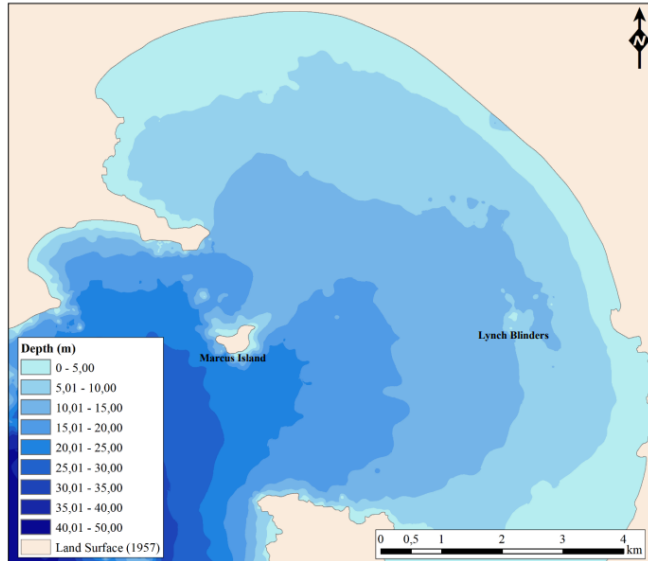 N
Lynch Blinders
Marcus Island
Depth (m)
0 - 5,00
5,01 - 10,00
10,01 - 15,00
15,01 - 20,00
20,01 - 25,00
25,01 - 30,00
30,01 - 35,00
35,01 - 40,00
40,01 - 50,00
Land Surface (1957)
0 0,5 1 2 3 4
km